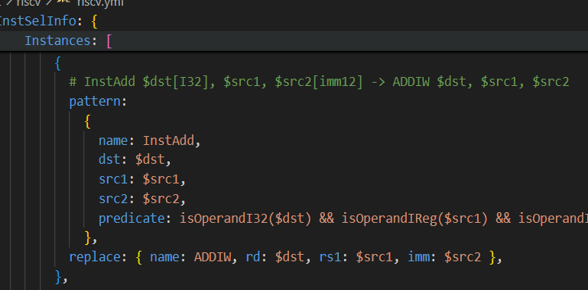 riscv.yml
InstSelInfo: {
Instances: [
{
# InstAdd $dst[I32], $src1, $src2[imm12] -> ADDIW $dst, $src1, $src2
pattern:
{
name: InstAdd,
dst: $dst,
src1: $src1,
src2: $src2,
predicate: isOperandI32($dst) && isOperandIReg($src1) && isOperandI
},
replace: { name: ADDIW, rd: $dst, rs1: $src1, imm: $src2 },
},